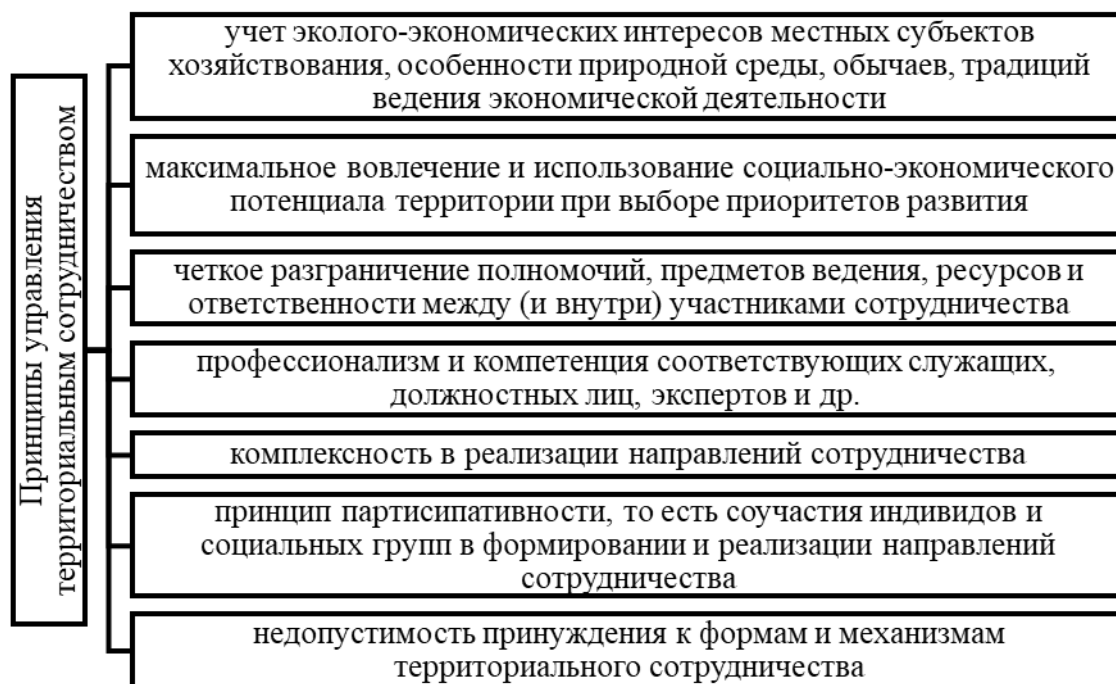 Принципы управления
территориальным сотрудничеством
учет эколого-экономических интересов местных субъектов
хозяйствования, особенности природной среды, обычаев, традиций
ведения экономической деятельности
максимальное вовлечение и использование социально-экономического
потенциала территории при выборе приоритетов развития
четкое разграничение полномочий, предметов ведения, ресурсов и
ответственности между (и внутри) участниками сотрудничества
профессионализм и компетенция соответствующих служащих,
должностных лиц, экспертов и др.
комплексность в реализации направлений сотрудничества
принцип партисипативности, то есть соучастия индивидов и
социальных групп в формировании и реализации направлений
сотрудничества
недопустимость принуждения к формам и механизмам
территориального сотрудничества